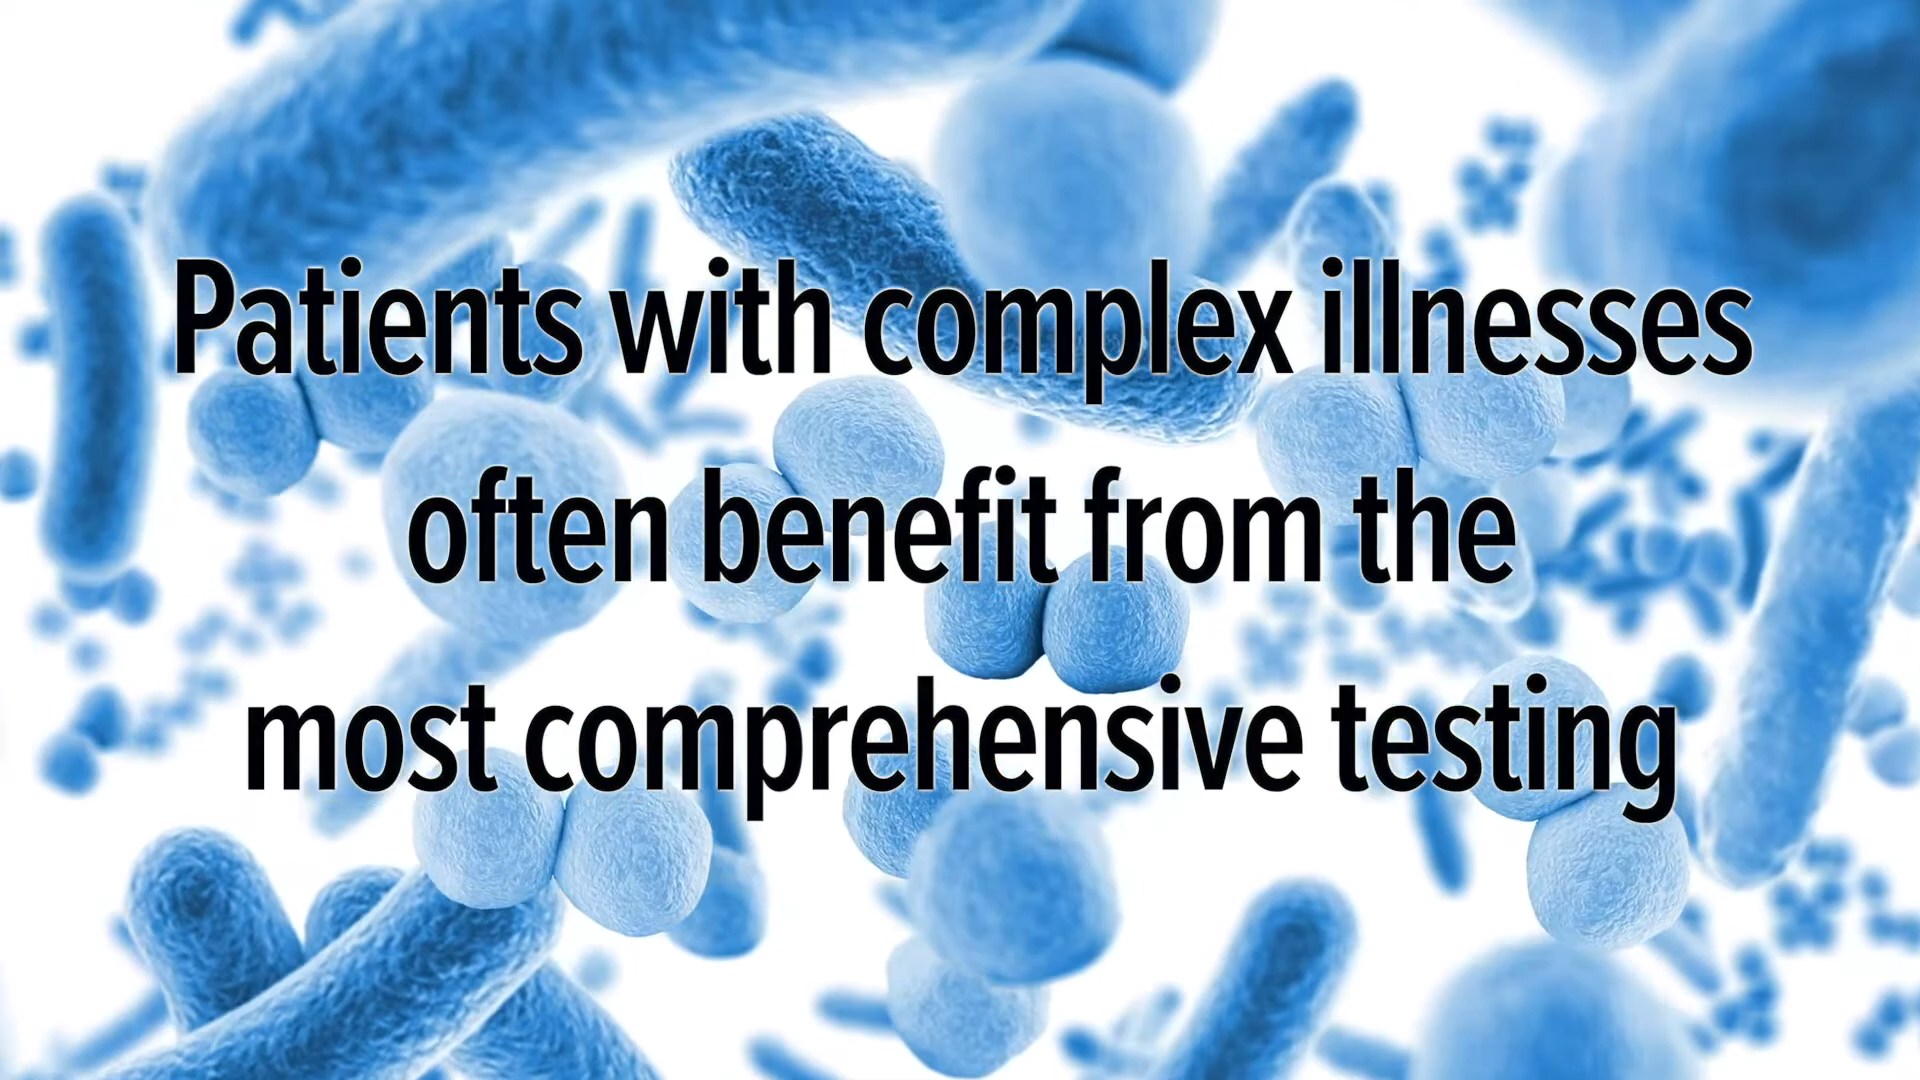 Patients with complex illnesses
often benefit from the
most comprehensive testing